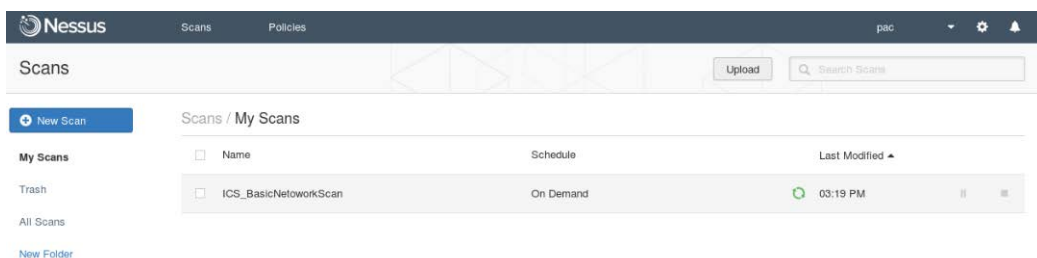 Nessus Scans Policies pac
Scans Upload Search Scans
New Scan Scans / My Scans
My Scans Name Schedule Last Modified
Trash ICS_BasicNetoworkScan On Demand 03:19 PM
All Scans
New Folder